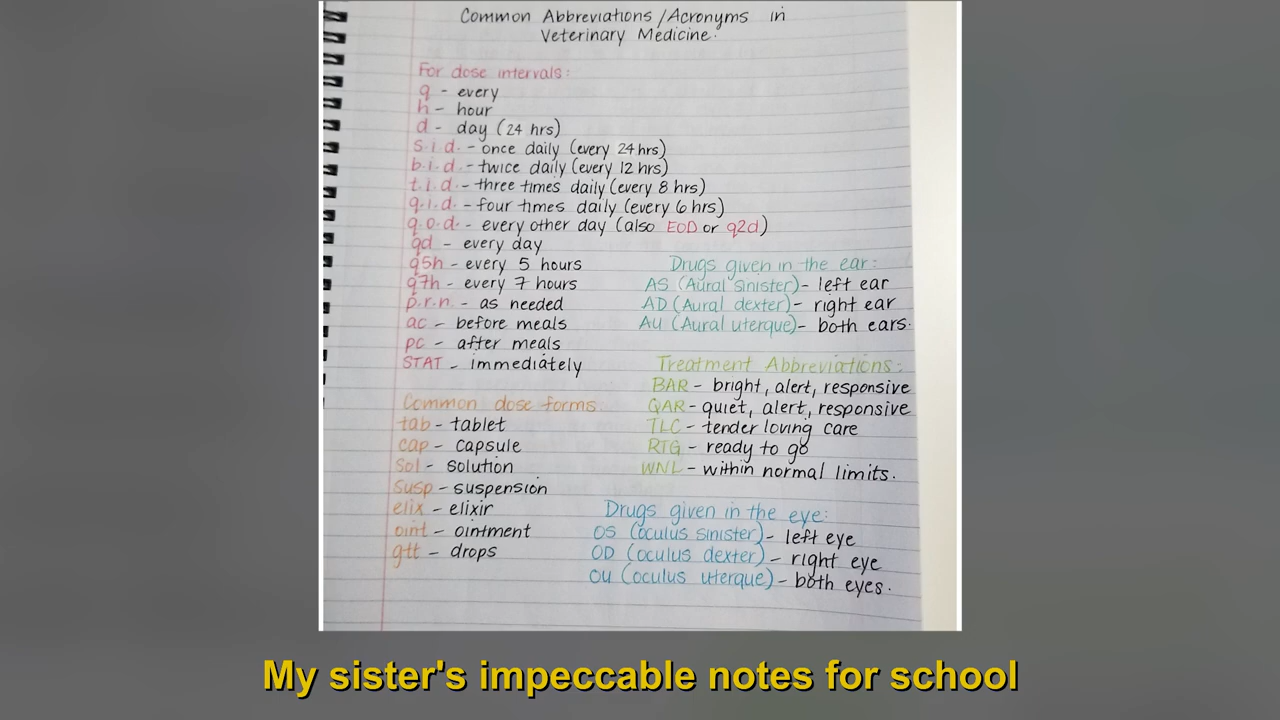 Common Abbreviations/Acronyms in
Veterinary Medicine.
For dose intervals:
q - every
h - hour
d - day (24 hrs)
s.i.d. - once daily (every 24 hrs)
b.i.d. - twice daily (every 12 hrs)
t.i.d. - three times daily (every 8 hrs)
q.i.d. - four times daily (every 6 hrs)
q.o.d. - every other day (also EOD or q2d)
qd - every day
q5h - every 5 hours
q7h - every 7 hours
p.r.n. - as needed
ac - before meals
pc - after meals
STAT - immediately
Common dose forms
tab - tablet
cap - capsule
sol - solution
susp - suspension
elix - elixir
oint - ointment
gtt - drops
Drugs given in the ear:
AS (Aural sinister) - left ear
AD (Aural dexter) - right ear
AU (Aural uterque) - both ears.
Treatment Abbreviations:
BAR - bright, alert, responsive
QAR - quiet, alert, responsive
TLC - tender loving care
RTG - ready to go
WNL - within normal limits.
Drugs given in the eye:
OS (oculus sinister) - left eye
OD (oculus dexter) - right eye
OU (oculus uterque) - both eyes.
My sister's impeccable notes for school